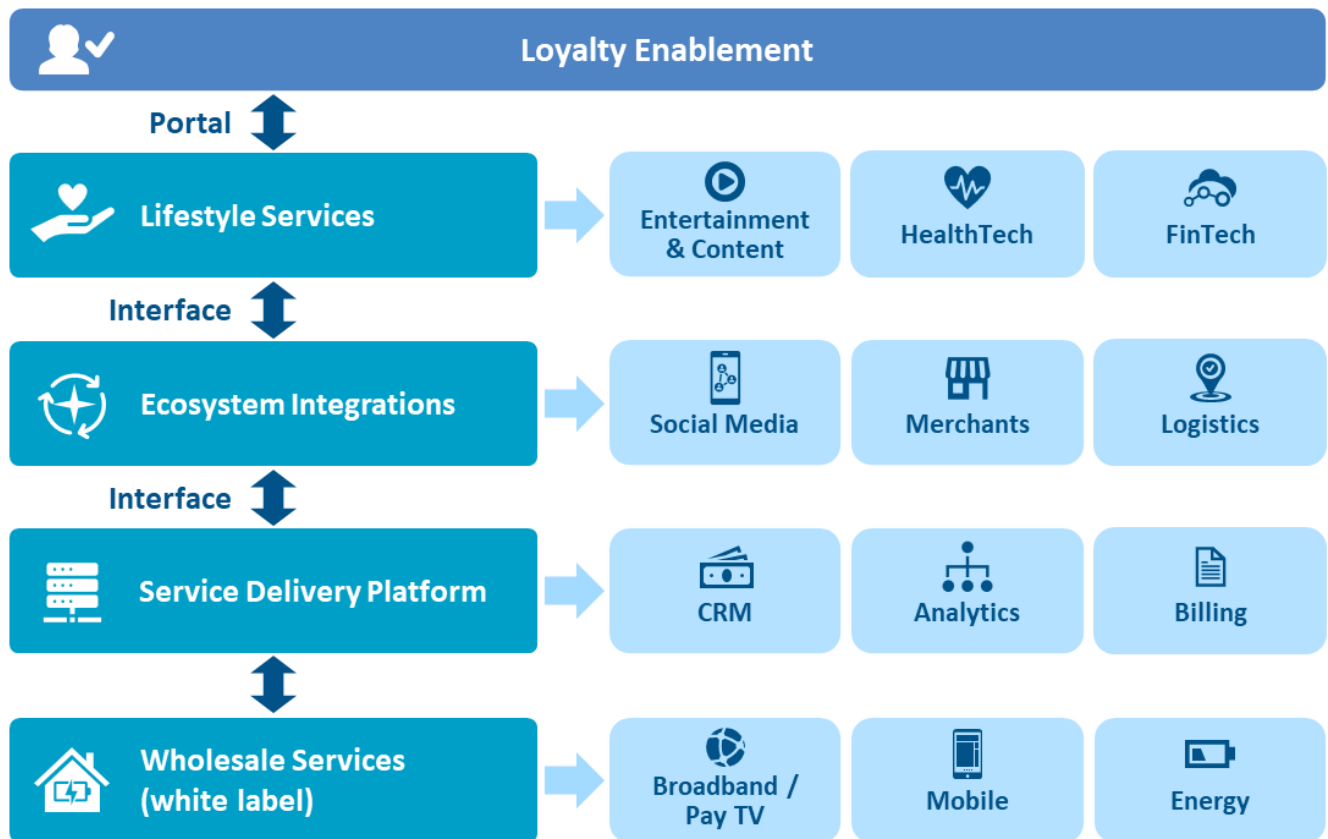 Loyalty Enablement
Portal
Lifestyle Services
Entertainment
& Content
HealthTech
FinTech
Interface
Ecosystem Integrations
Social Media
Merchants
Logistics
Interface
Service Delivery Platform
CRM
Analytics
Billing
Wholesale Services
(white label)
Broadband /
Pay TV
Mobile
Energy